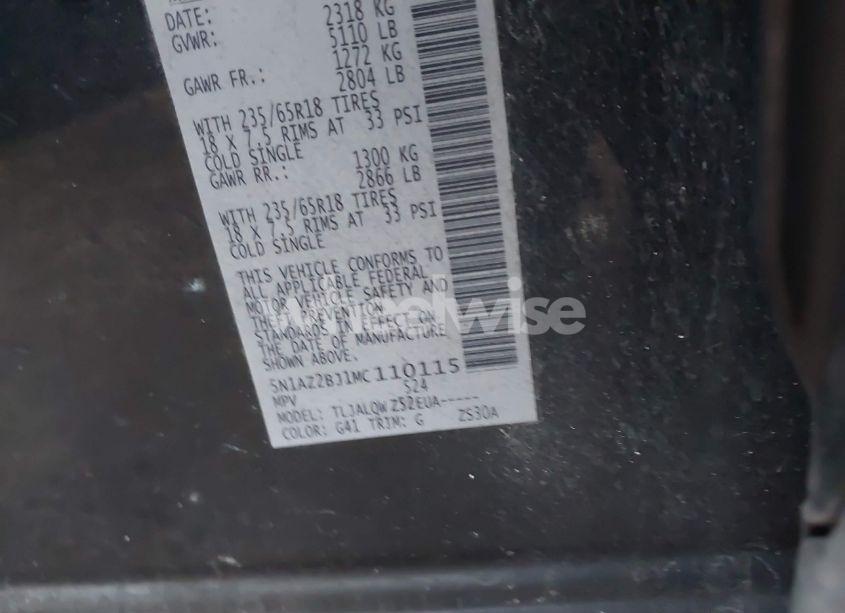 DATE: 2318 KG
GVWR: 5110 LB
1272 KG
GAWR FR.: 2804 LB
WITH 235/65R18 TIRES
18 X 7.5 RIMS AT 33 PSI
COLD SINGLE
1300 KG
GAWR RR.: 2866 LB
WITH 235/65R18 TIRES
18 X 7.5 RIMS AT 33 PSI
COLD SINGLE
THIS VEHICLE CONFORMS TO
ALL APPLICABLE FEDERAL
MOTOR VEHICLE SAFETY AND
THEFT PREVENTION
STANDARDS IN EFFECT ON
THE DATE OF MANUFACTURE
SHOWN ABOVE.
5N1AZ2BJ1MC110115
MPV S24
MODEL: TLJALQWZ52EUA-----
COLOR: G41 TRIM: G ZS30A
wheelwise